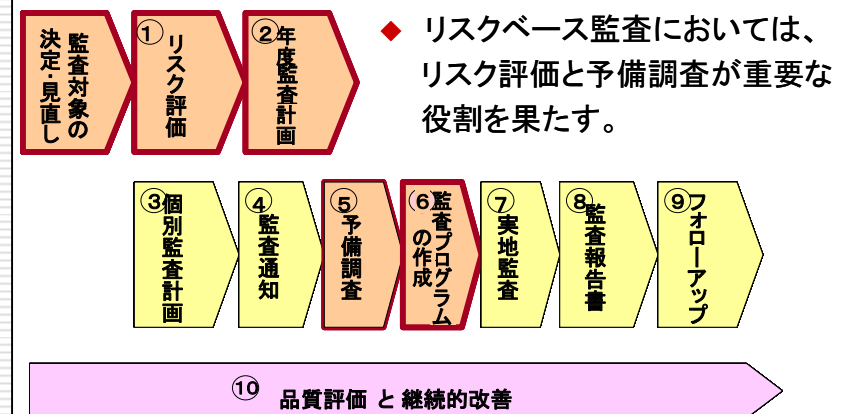 監査対象の
決定・見直し
①リスク評価
②年度監査計画
◆ リスクベース監査においては、
リスク評価と予備調査が重要な
役割を果たす。
③個別監査計画
④監査通知
⑤予備調査
⑥監査プログラム
の作成
⑦実地監査
⑧監査報告書
⑨フォローアップ
⑩ 品質評価 と 継続的改善